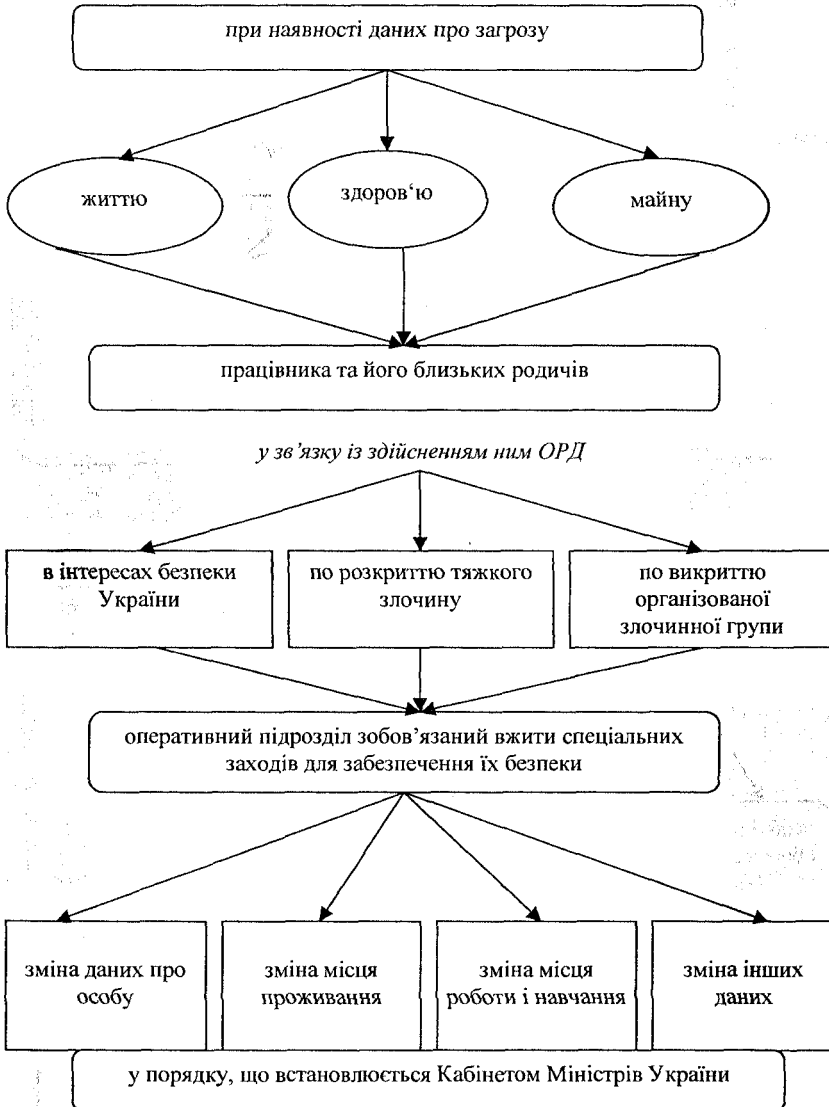 при наявності даних про загрозу
життю
здоров‘ю
майну
працівника та його близьких родичів
у зв’язку із здійсненням ним ОРД
в інтересах безпеки
України
по розкриттю тяжкого
злочину
по викриттю
організованої
злочинної групи
оперативний підрозділ зобов’язаний вжити спеціальних
заходів для забезпечення їх безпеки
зміна даних про
особу
зміна місця
проживання
зміна місця
роботи і навчання
зміна інших
даних
у порядку, що встановлюється Кабінетом Міністрів України